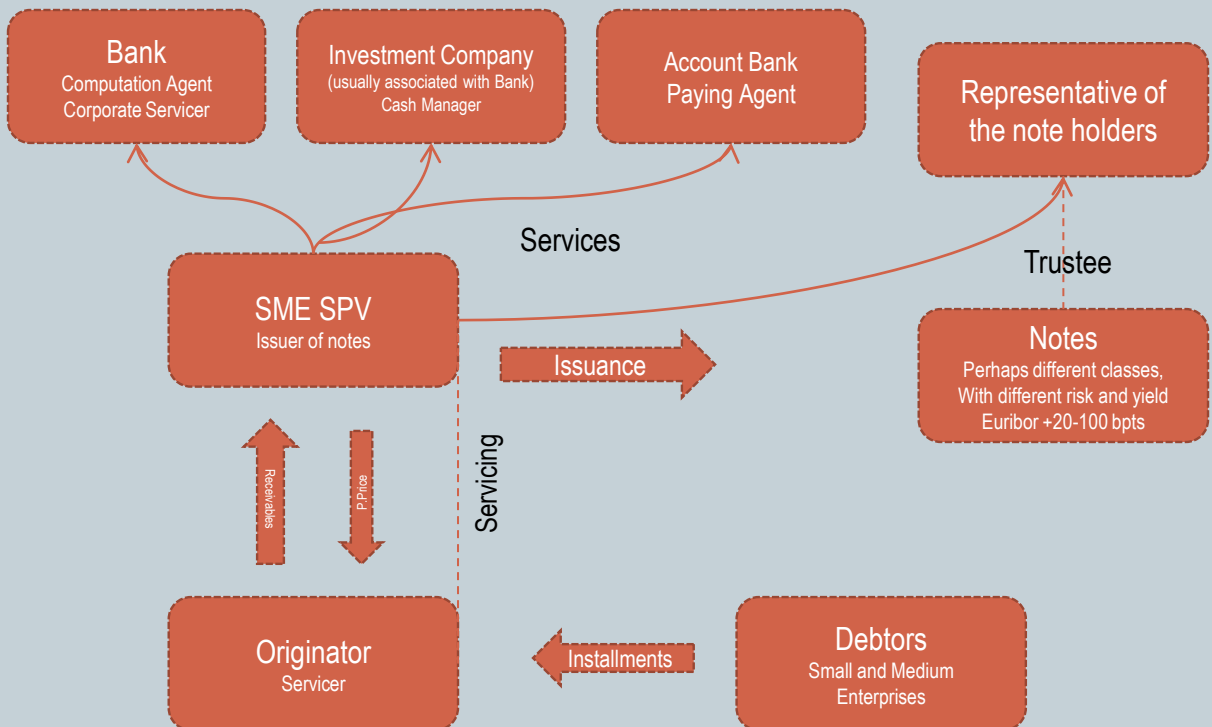 Bank
Computation Agent
Corporate Servicer
Investment Company
(usually associated with Bank)
Cash Manager
Account Bank
Paying Agent
Representative of
the note holders
Services
Trustee
SME SPV
Issuer of notes
Issuance
Notes
Perhaps different classes,
With different risk and yield
Euribor +20-100 bpts
Receivables
P.Price
Servicing
Originator
Servicer
Installments
Debtors
Small and Medium
Enterprises